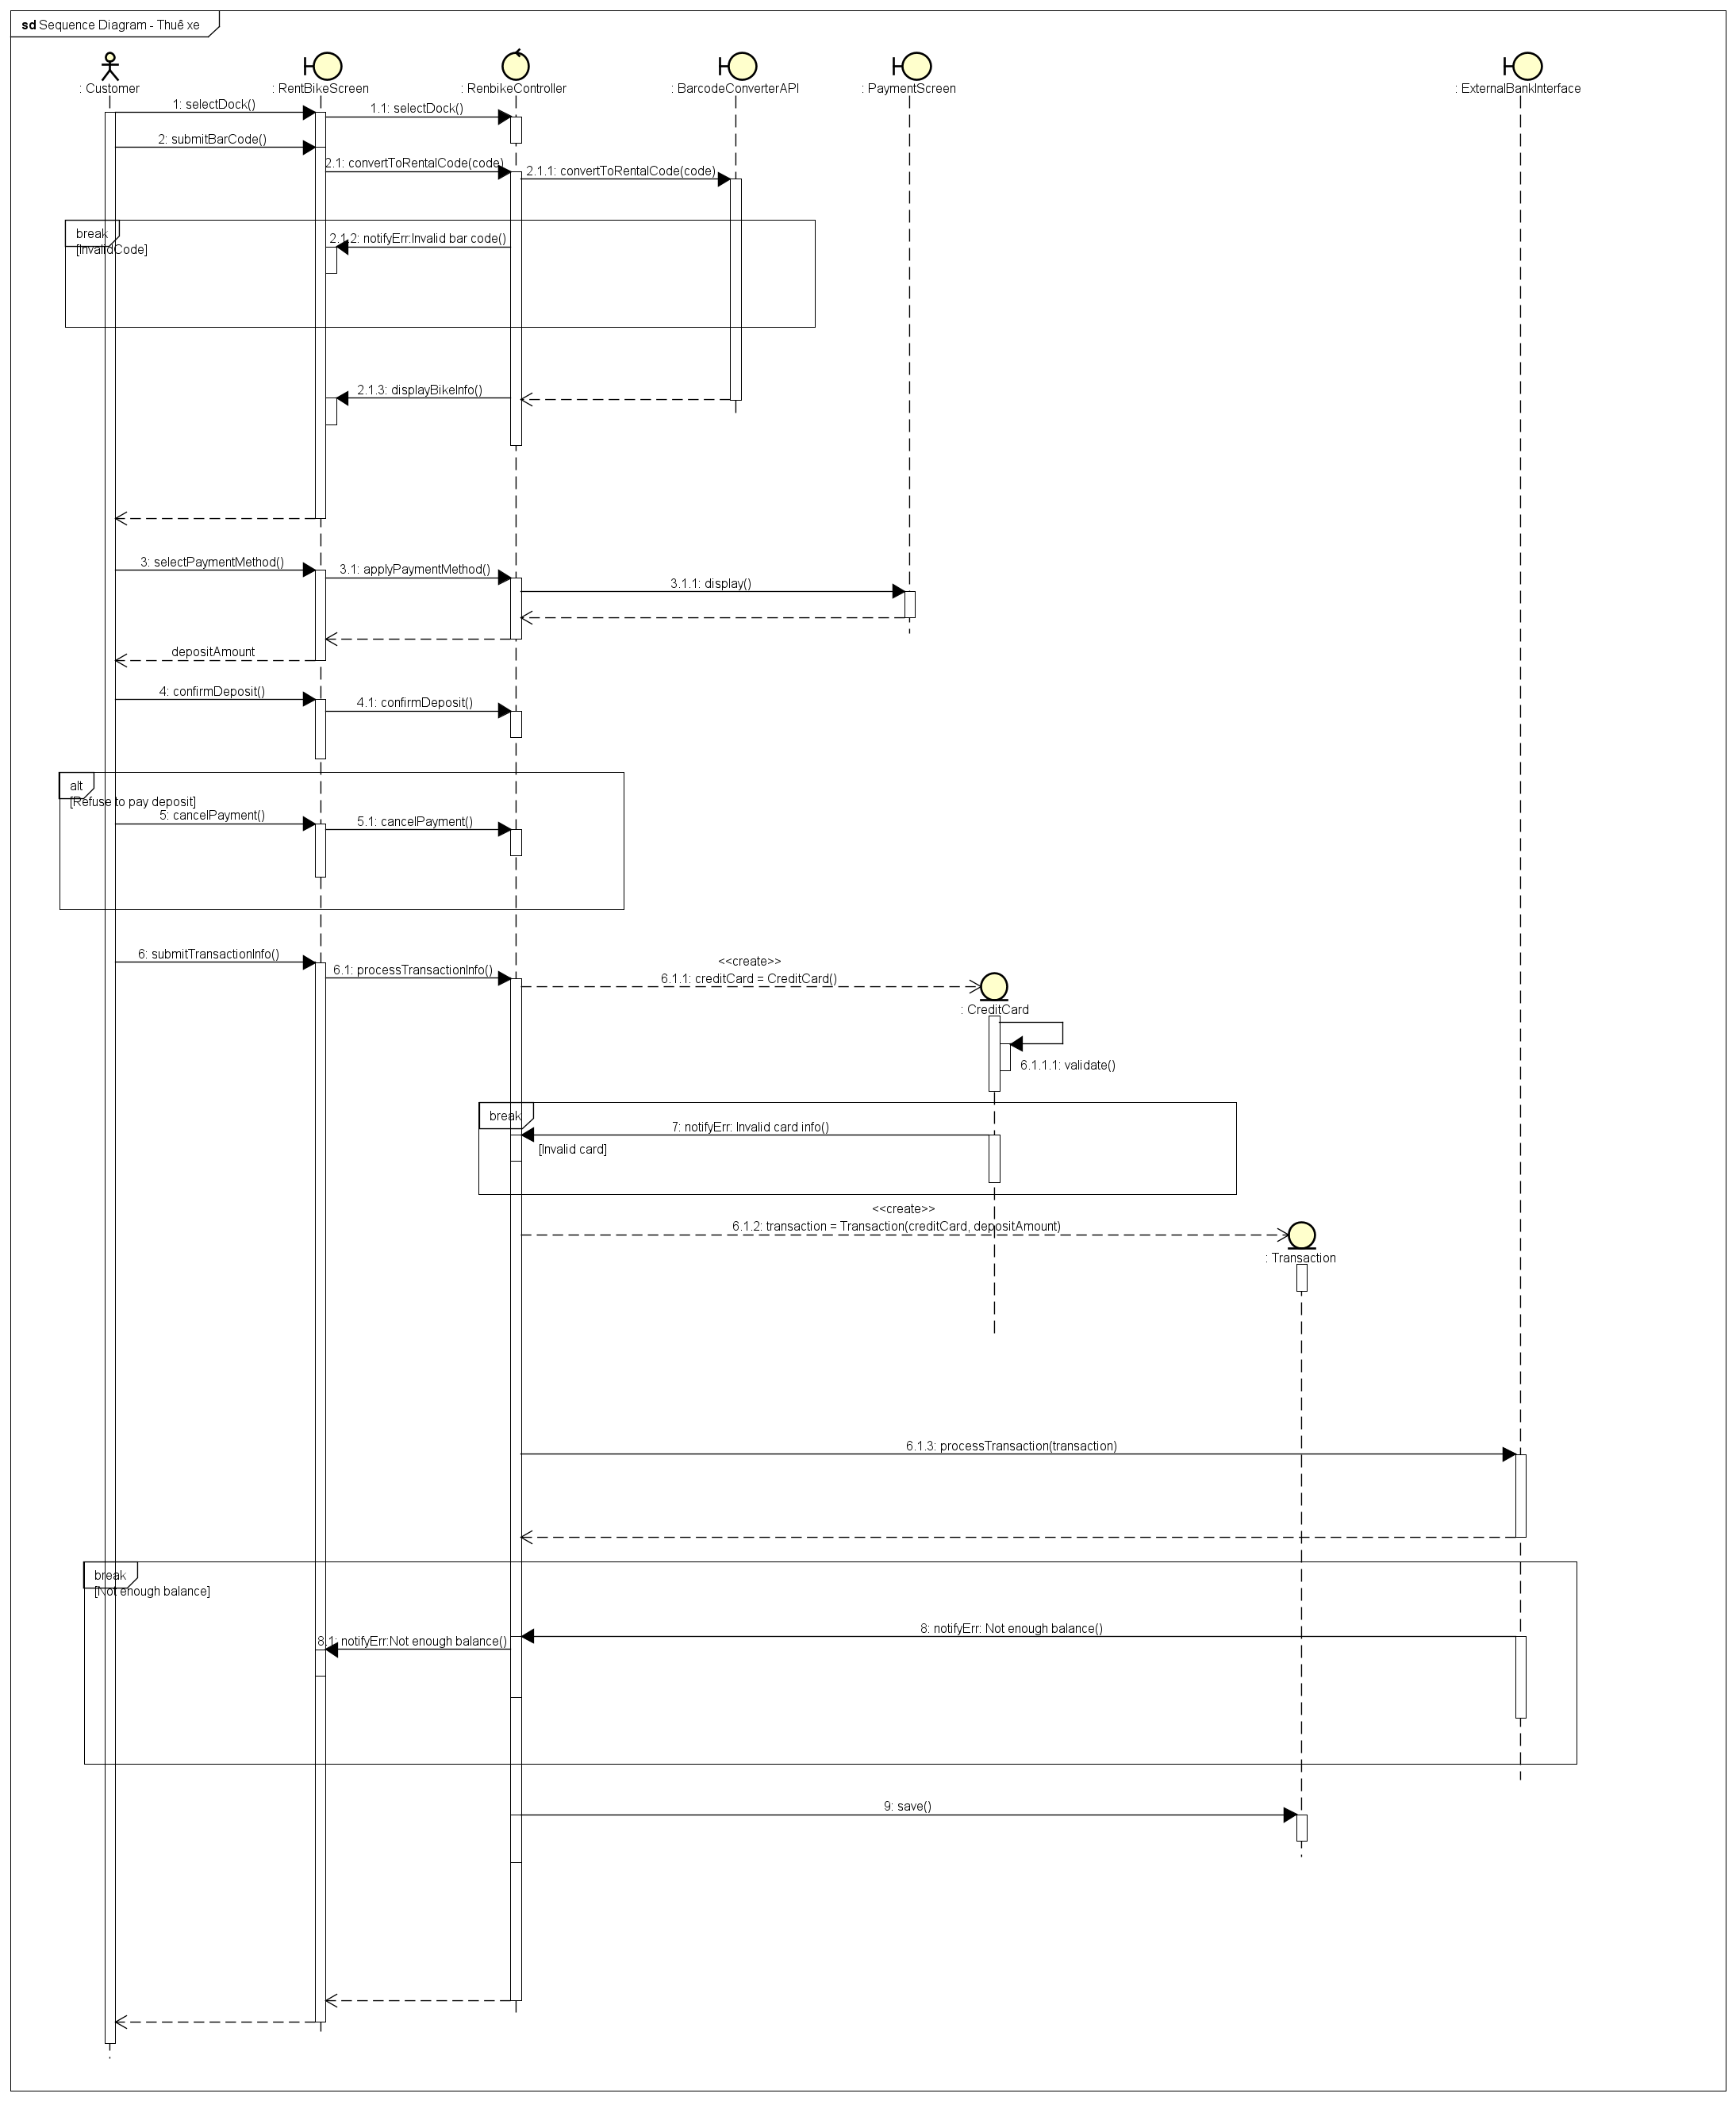 sd Sequence Diagram - Thuê xe
: Customer
: RentBikeScreen
: RenbikeController
: BarcodeConverterAPI
: PaymentScreen
: ExternalBankInterface
1: selectDock()
1.1: selectDock()
2: submitBarCode()
2.1: convertToRentalCode(code)
2.1.1: convertToRentalCode(code)
break
[InvalidCode]
2.1.2: notifyErr:Invalid bar code()
2.1.3: displayBikeInfo()
3: selectPaymentMethod()
3.1: applyPaymentMethod()
3.1.1: display()
depositAmount
4: confirmDeposit()
4.1: confirmDeposit()
alt
[Refuse to pay deposit]
5: cancelPayment()
5.1: cancelPayment()
6: submitTransactionInfo()
6.1: processTransactionInfo()
<<create>>
6.1.1: creditCard = CreditCard()
: CreditCard
6.1.1.1: validate()
break
7: notifyErr: Invalid card info()
[Invalid card]
<<create>>
6.1.2: transaction = Transaction(creditCard, depositAmount)
: Transaction
6.1.3: processTransaction(transaction)
break
[Not enough balance]
8: notifyErr: Not enough balance()
8.1: notifyErr:Not enough balance()
9: save()